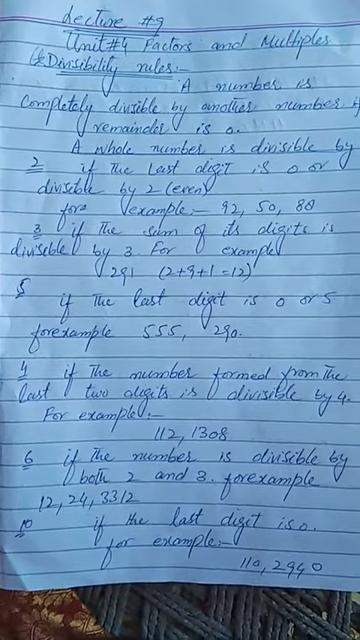 Lecture #9
Unit #4 Factors and Multiples
Divisibility rules:-
A number is
completely divisible by another number if
remainder is 0.
A whole number is divisible by
2 if the last digit is 0 or
divisible by 2 (even)
for example:- 92, 50, 88
3 if the sum of its digits is
divisible by 3. For example
291 (2+9+1=12)
5
if the last digit is 0 or 5
forexample 555, 290.
4 if the number formed from the
last two digits is divisible by 4.
For example:-
112, 1308
6 if the number is divisible by
both 2 and 3. forexample
12, 24, 3312
10 if the last digit is 0.
for example:-
110, 2940